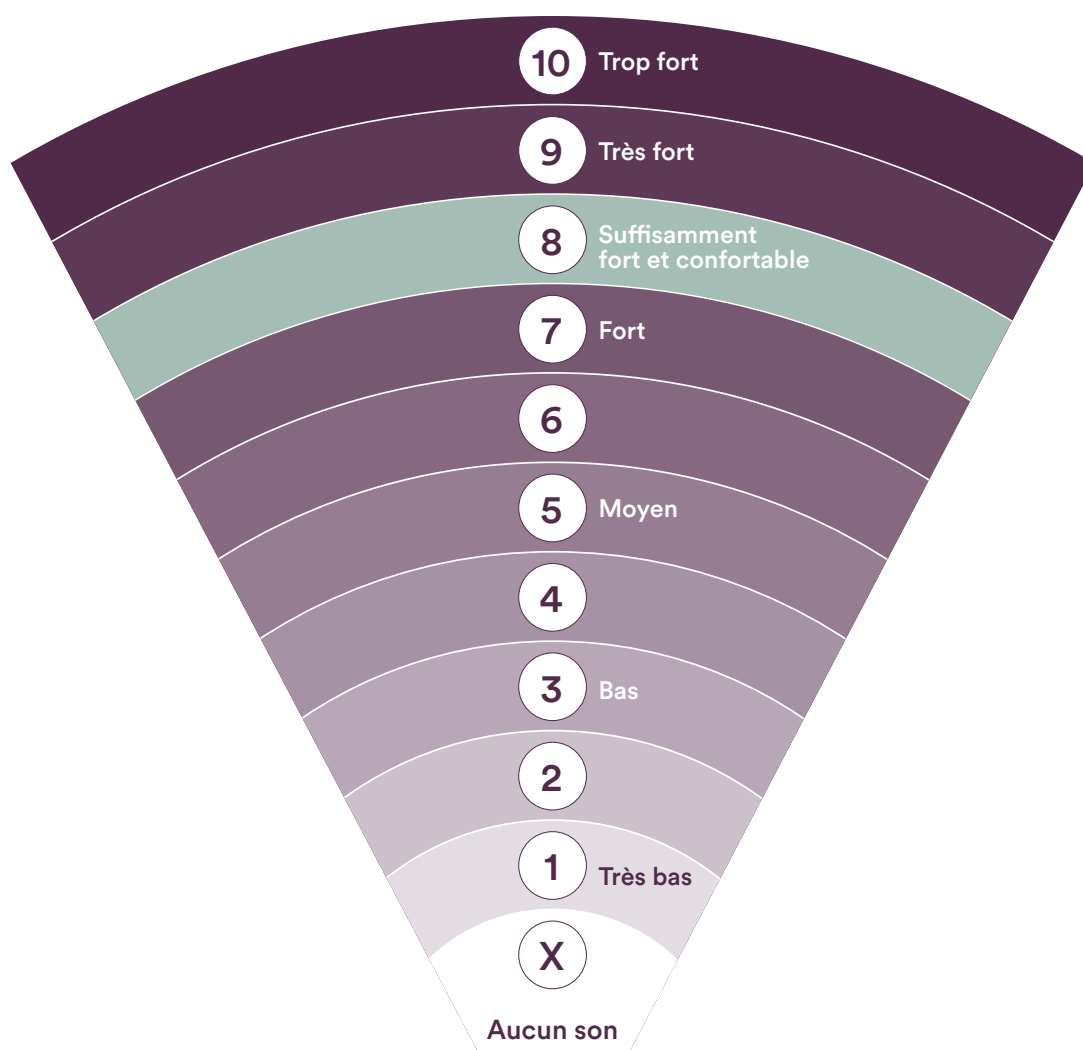 10 Trop fort
9 Très fort
8 Suffisamment
fort et confortable
7 Fort
6
5 Moyen
4
3 Bas
2
1 Très bas
X
Aucun son